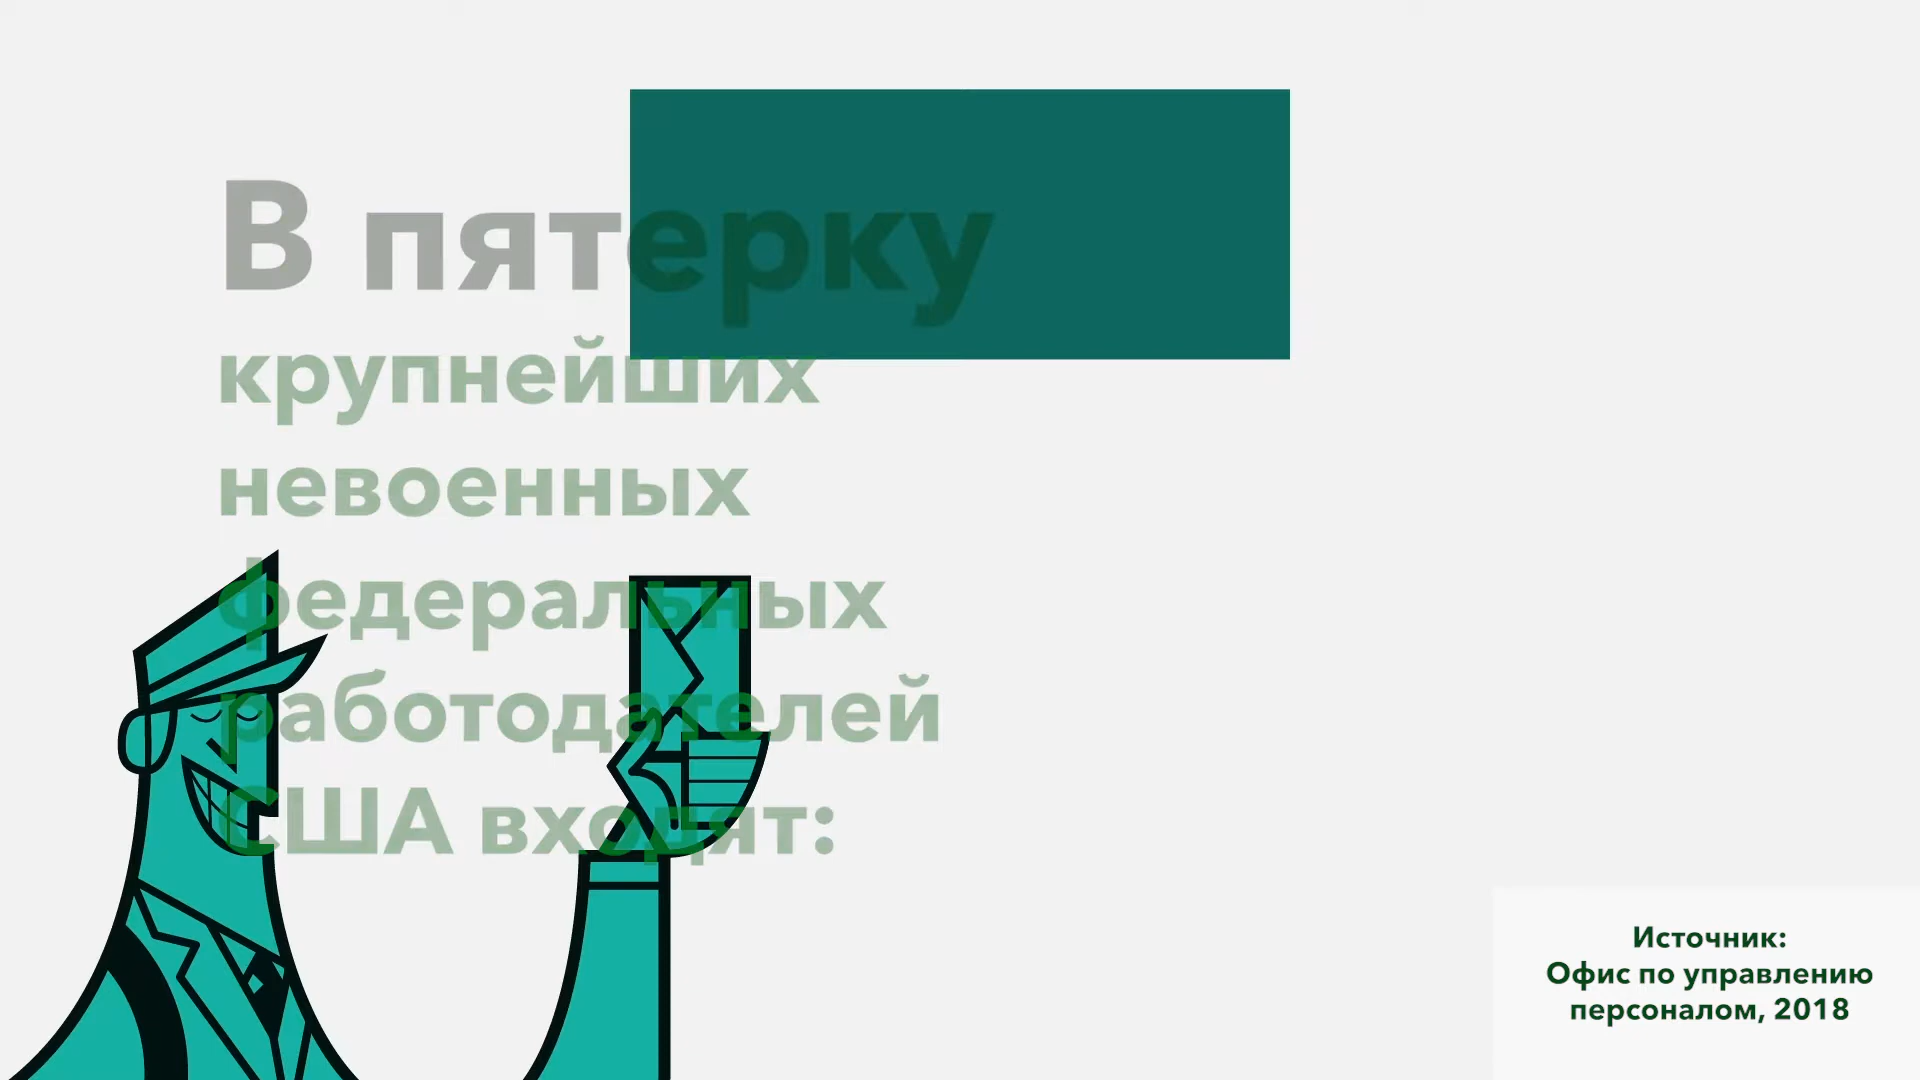 В пятерку
крупнейших
невоенных
федеральных
работодателей
США входят:
Источник:
Офис по управлению
персоналом, 2018